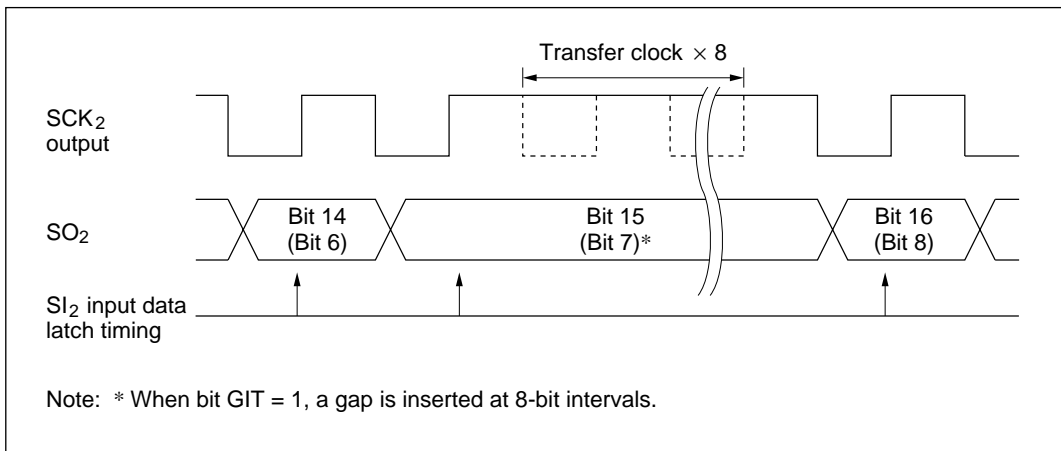 Transfer clock × 8
SCK2
output
SO2
Bit 14
(Bit 6)
Bit 15
(Bit 7)*
Bit 16
(Bit 8)
SI2 input data
latch timing
Note: * When bit GIT = 1, a gap is inserted at 8-bit intervals.